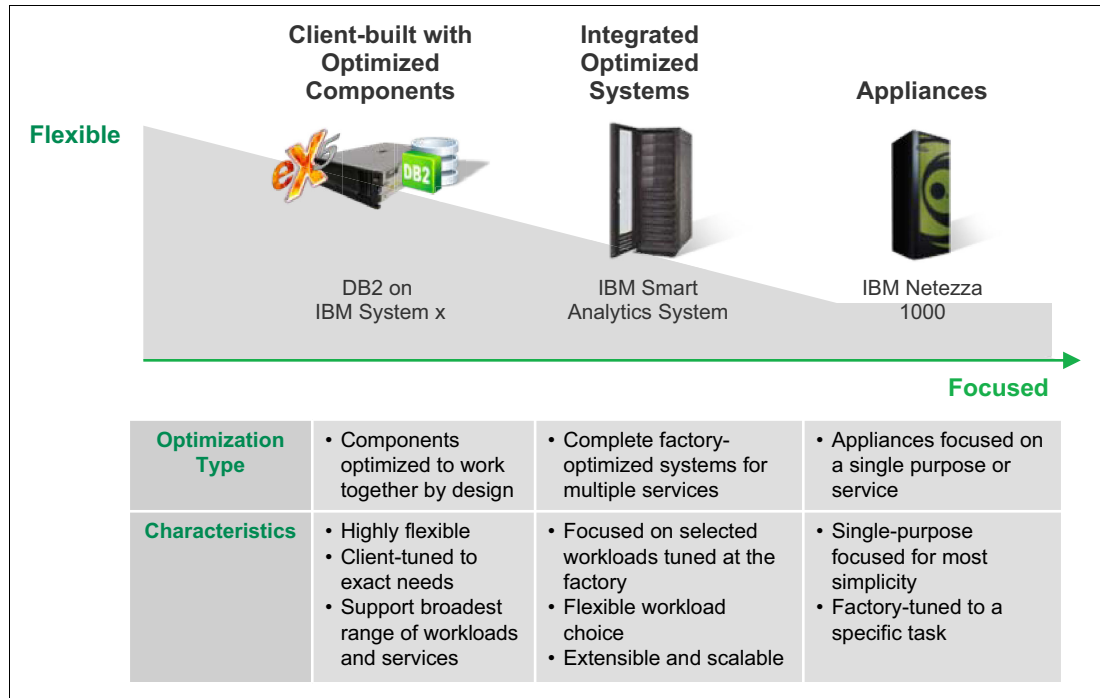 Client-built with
Optimized
Components
Integrated
Optimized
Systems
Appliances
Flexible
eX5
DB2
DB2 on
IBM System x
IBM Smart
Analytics System
IBM Netezza
1000
Focused
Optimization
Type
• Components
optimized to work
together by design
• Complete factory-
optimized systems for
multiple services
• Appliances focused on
a single purpose or
service
Characteristics
• Highly flexible
• Client-tuned to
exact needs
• Support broadest
range of workloads
and services
• Focused on selected
workloads tuned at the
factory
• Flexible workload
choice
• Extensible and scalable
• Single-purpose
focused for most
simplicity
• Factory-tuned to a
specific task